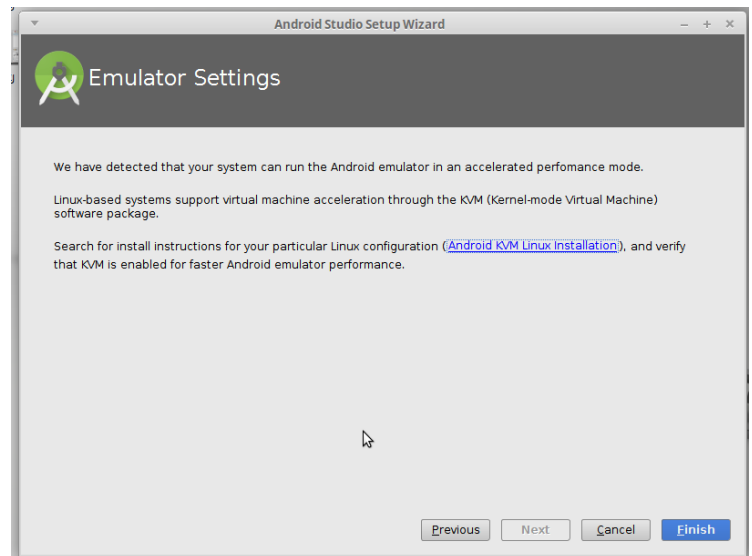 Android Studio Setup Wizard
Emulator Settings
We have detected that your system can run the Android emulator in an accelerated perfomance mode.
Linux-based systems support virtual machine acceleration through the KVM (Kernel-mode Virtual Machine)
software package.
Search for install instructions for your particular Linux configuration (Android KVM Linux Installation), and verify
that KVM is enabled for faster Android emulator performance.
Previous Next Cancel Finish